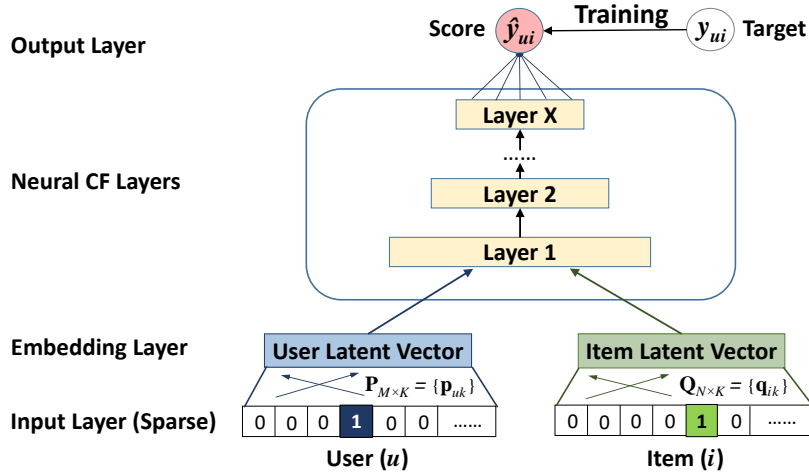 Score ŷui Training yui Target
Output Layer
Layer X
......
Neural CF Layers
Layer 2
Layer 1
Embedding Layer User Latent Vector Item Latent Vector
PM×K = {puk} QN×K = {qik}
Input Layer (Sparse) 0 0 0 1 0 0 ...... 0 0 0 0 1 0 ......
User (u) Item (i)